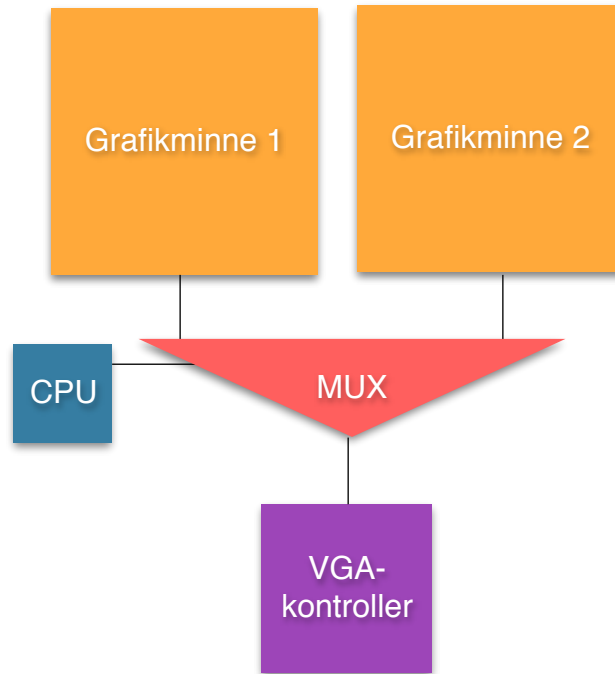 Grafikminne 1
Grafikminne 2
CPU
MUX
VGA-
kontroller